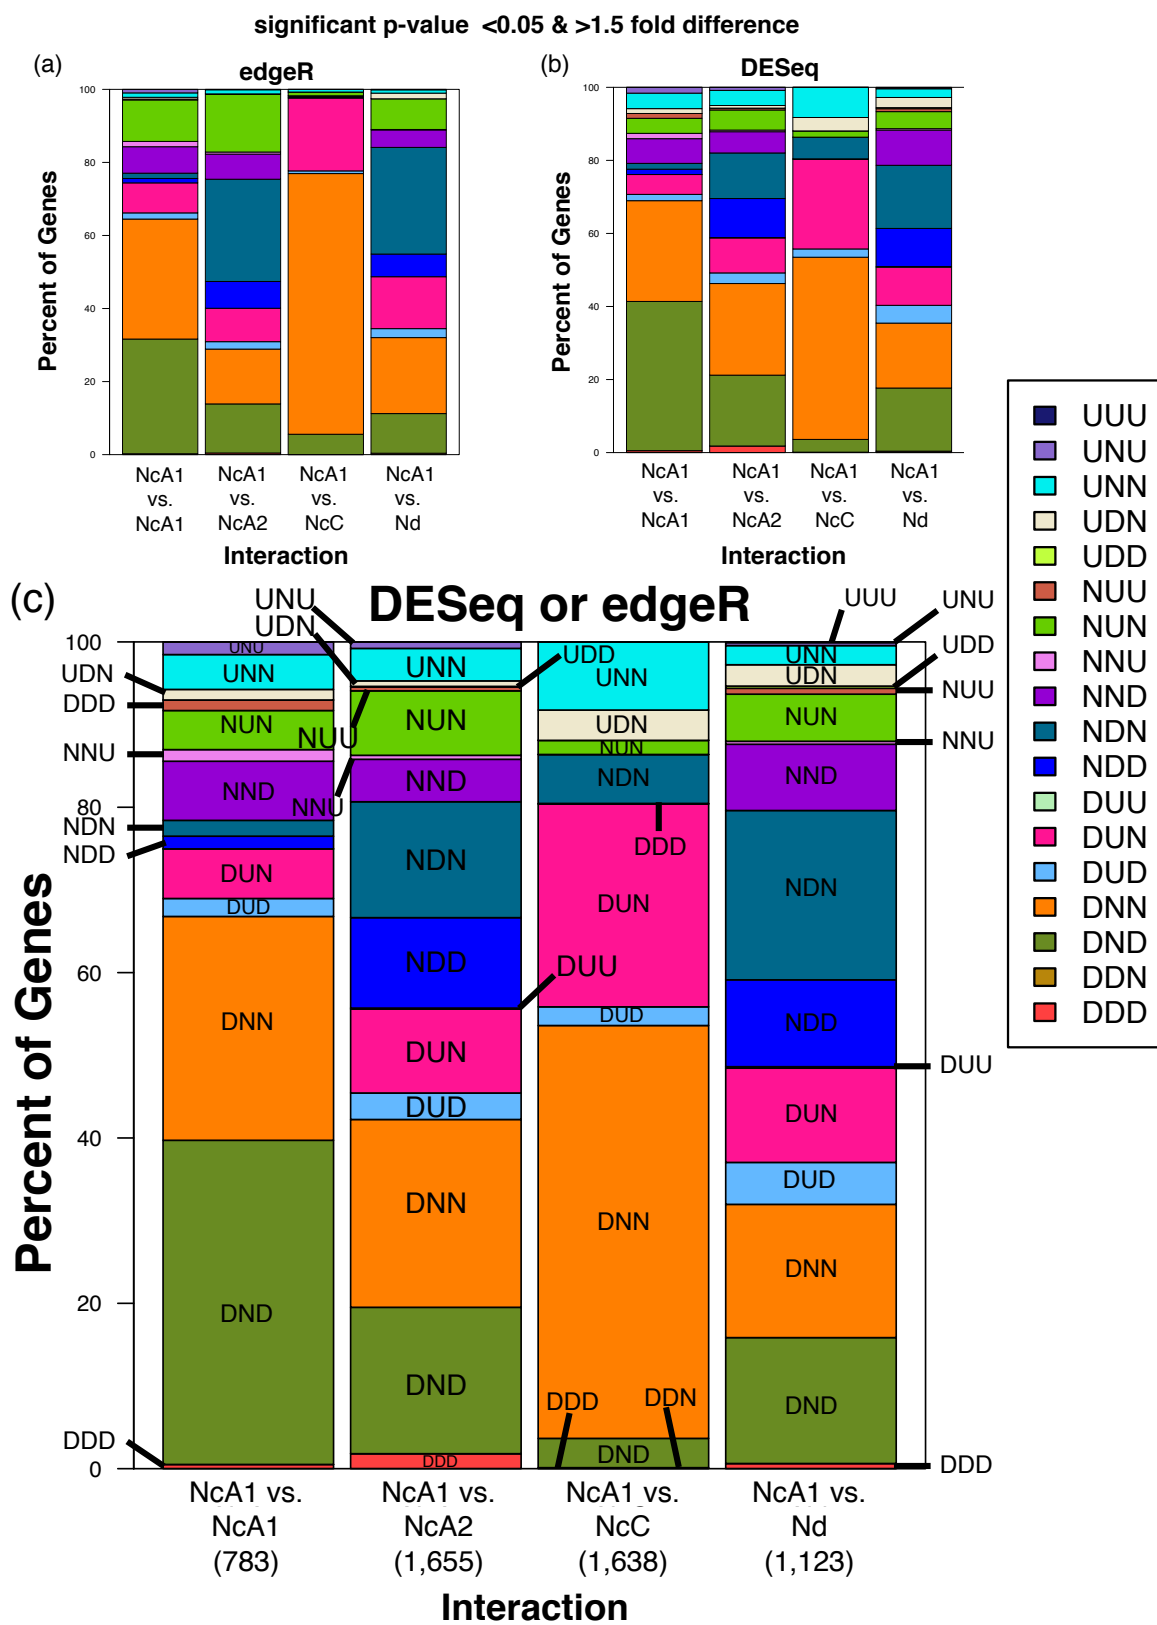 significant p-value <0.05 & >1.5 fold difference
(a)
edgeR
100
80
60
40
20
0
Percent of Genes
NcA1 vs. NcA1
NcA1 vs. NcA2
NcA1 vs. NcC
NcA1 vs. Nd
Interaction
(b)
DESeq
100
80
60
40
20
0
Percent of Genes
NcA1 vs. NcA1
NcA1 vs. NcA2
NcA1 vs. NcC
NcA1 vs. Nd
Interaction
UUU
UNU
UNN
UDN
UDD
NUU
NUN
NNU
NND
NDN
NDD
DUU
DUN
DUD
DNN
DND
DDN
DDD
(c)
DESeq or edgeR
100
80
60
40
20
0
Percent of Genes
UNU
UNN
UDN
DDD
NUN
NNU
NND
NDN
NDD
DUN
DUD
DNN
DND
DDD
UNU
UDN
UNN
UDD
NUU
NUN
NNU
NND
NDN
NDD
DUU
DUN
DUD
DNN
DND
DDD
UNN
UDN
NUN
NDN
DDD
DUN
DUD
DNN
DDD
DDN
DND
UUU
UNU
UNN
UDD
UDN
NUU
NUN
NNU
NND
NDN
NDD
DUU
DUN
DUD
DNN
DND
DDD
NcA1 vs.
NcA1
(783)
NcA1 vs.
NcA2
(1,655)
NcA1 vs.
NcC
(1,638)
NcA1 vs.
Nd
(1,123)
Interaction